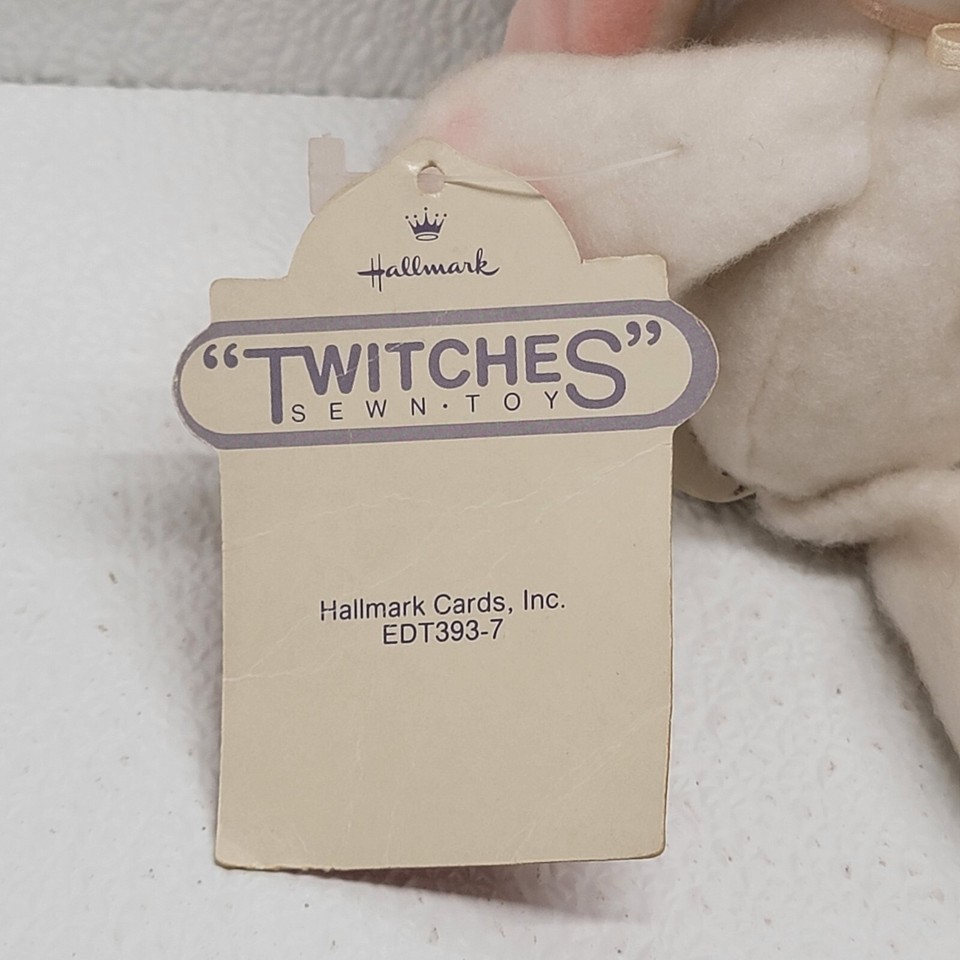 Hallmark
“TWITCHES”
SEWN·TOY
Hallmark Cards, Inc.
EDT393-7